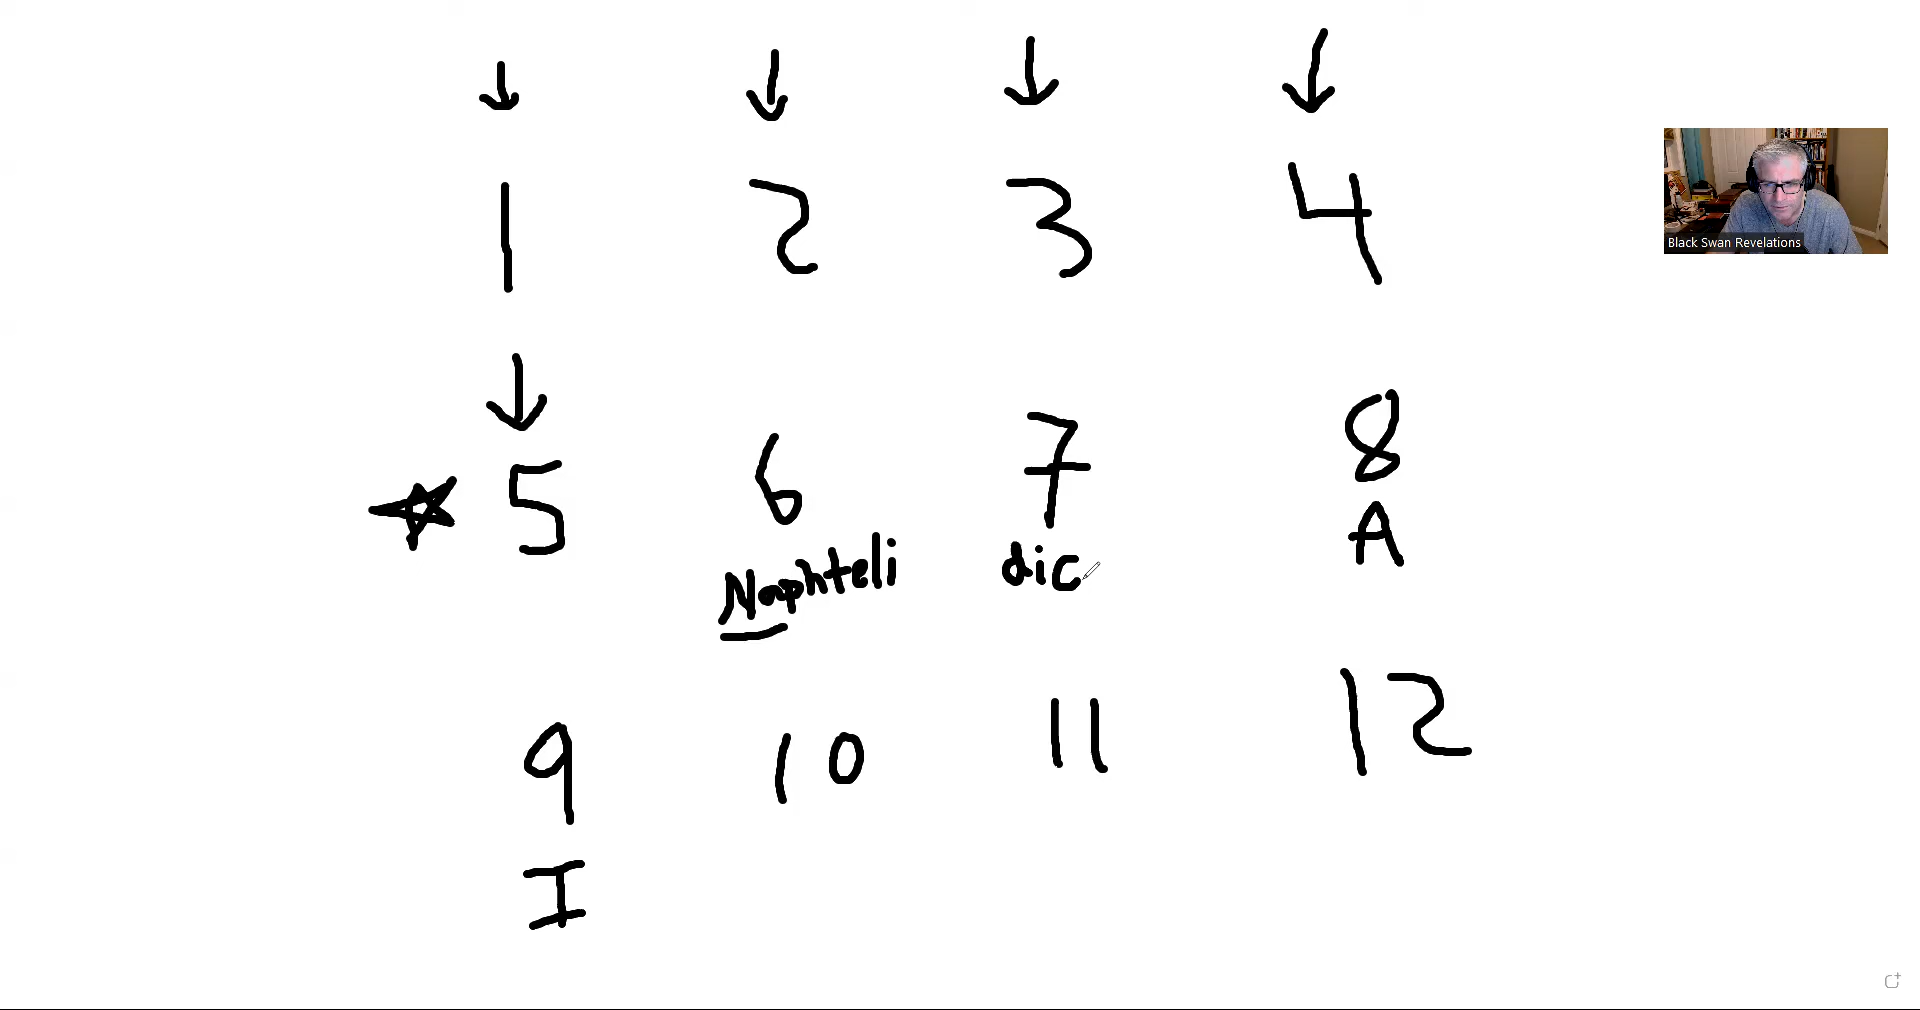 1 2 3 4
Black Swan Revelations
5 6 7 8
Naphteli dic A
9 10 11 12
I